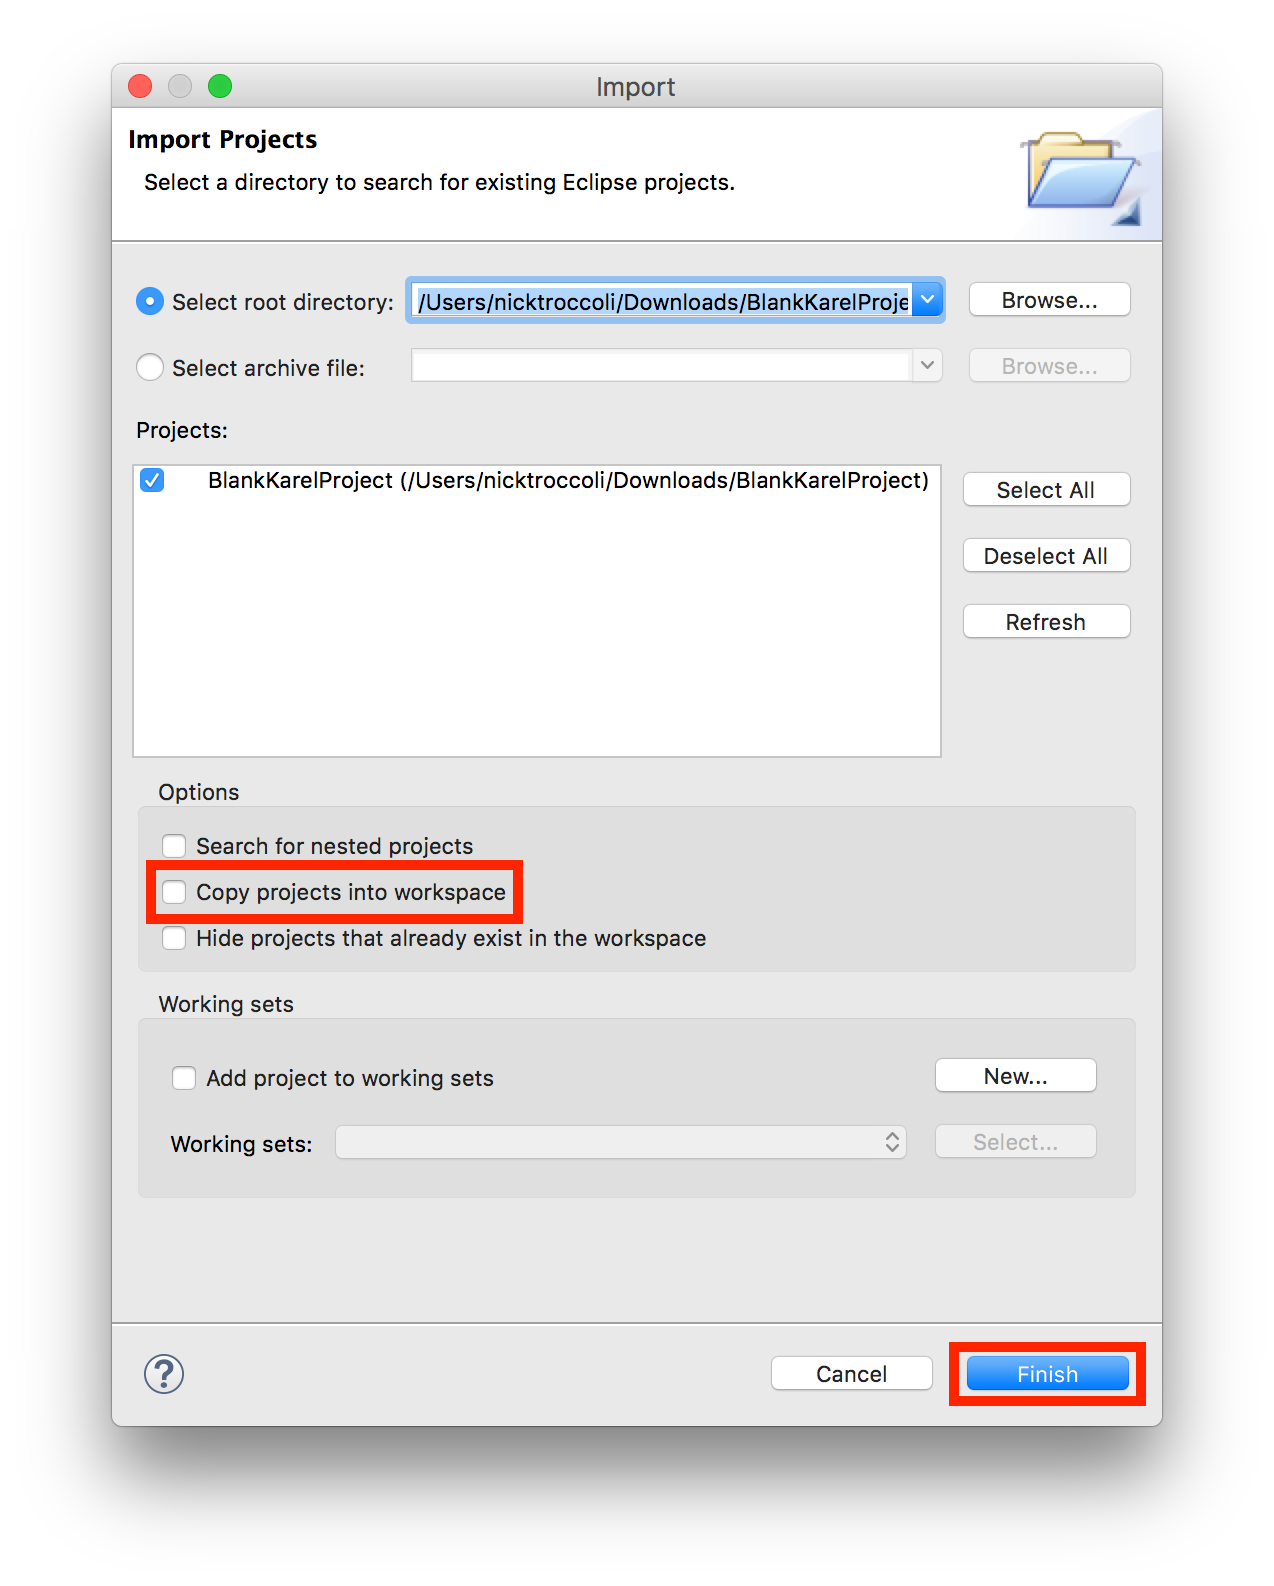 Import
Import Projects
Select a directory to search for existing Eclipse projects.
Select root directory: /Users/nicktroccoli/Downloads/BlankKarelProje Browse...
Select archive file: Browse...
Projects:
BlankKarelProject (/Users/nicktroccoli/Downloads/BlankKarelProject)
Select All
Deselect All
Refresh
Options
Search for nested projects
Copy projects into workspace
Hide projects that already exist in the workspace
Working sets
Add project to working sets New...
Working sets: Select...
? Cancel Finish